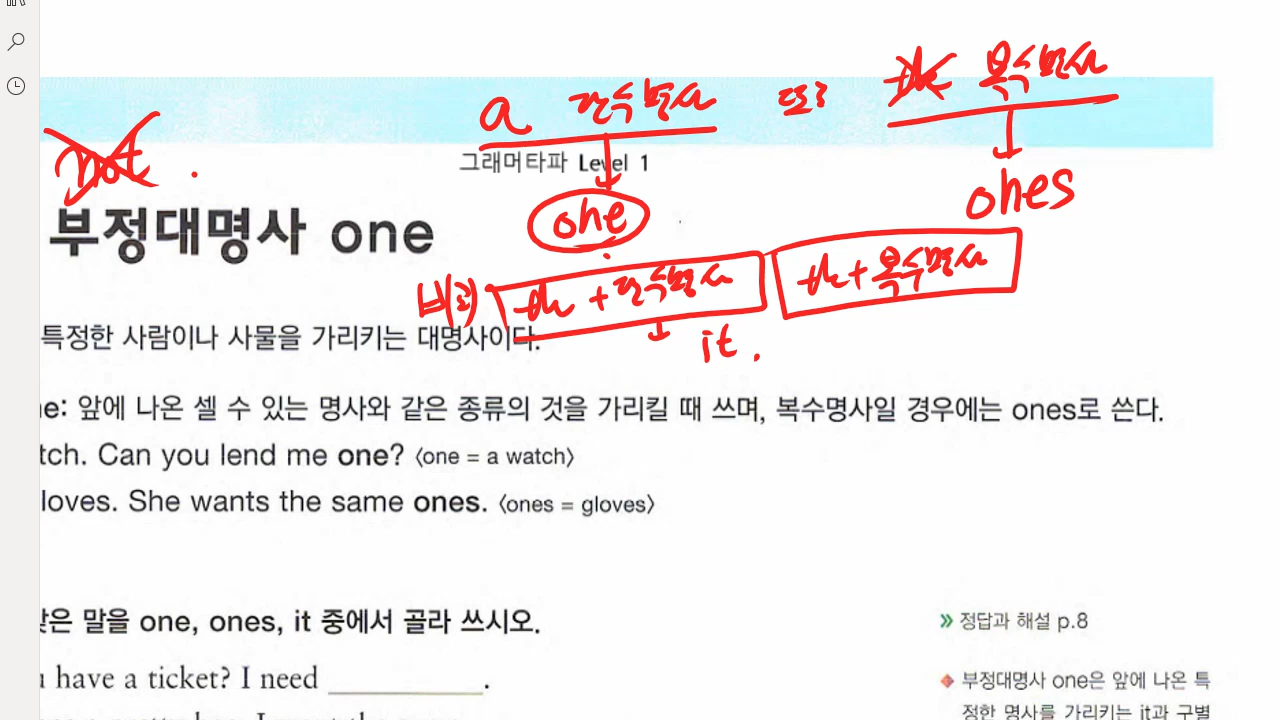 a 단수명사 또는 the 복수명사
not.
그래머타파 Level 1
one
ones
부정대명사 one
비교) the + 단수명사 the + 복수명사
특정한 사람이나 사물을 가리키는 대명사이다.
it.
ne: 앞에 나온 셀 수 있는 명사와 같은 종류의 것을 가리킬 때 쓰며, 복수명사일 경우에는 ones로 쓴다.
tch. Can you lend me one? 〈one = a watch〉
loves. She wants the same ones. 〈ones = gloves〉
맞은 말을 one, ones, it 중에서 골라 쓰시오.
» 정답과 해설 p.8
u have a ticket? I need ________.
부정대명사 one은 앞에 나온 특
정한 명사를 가리키는 it과 구별